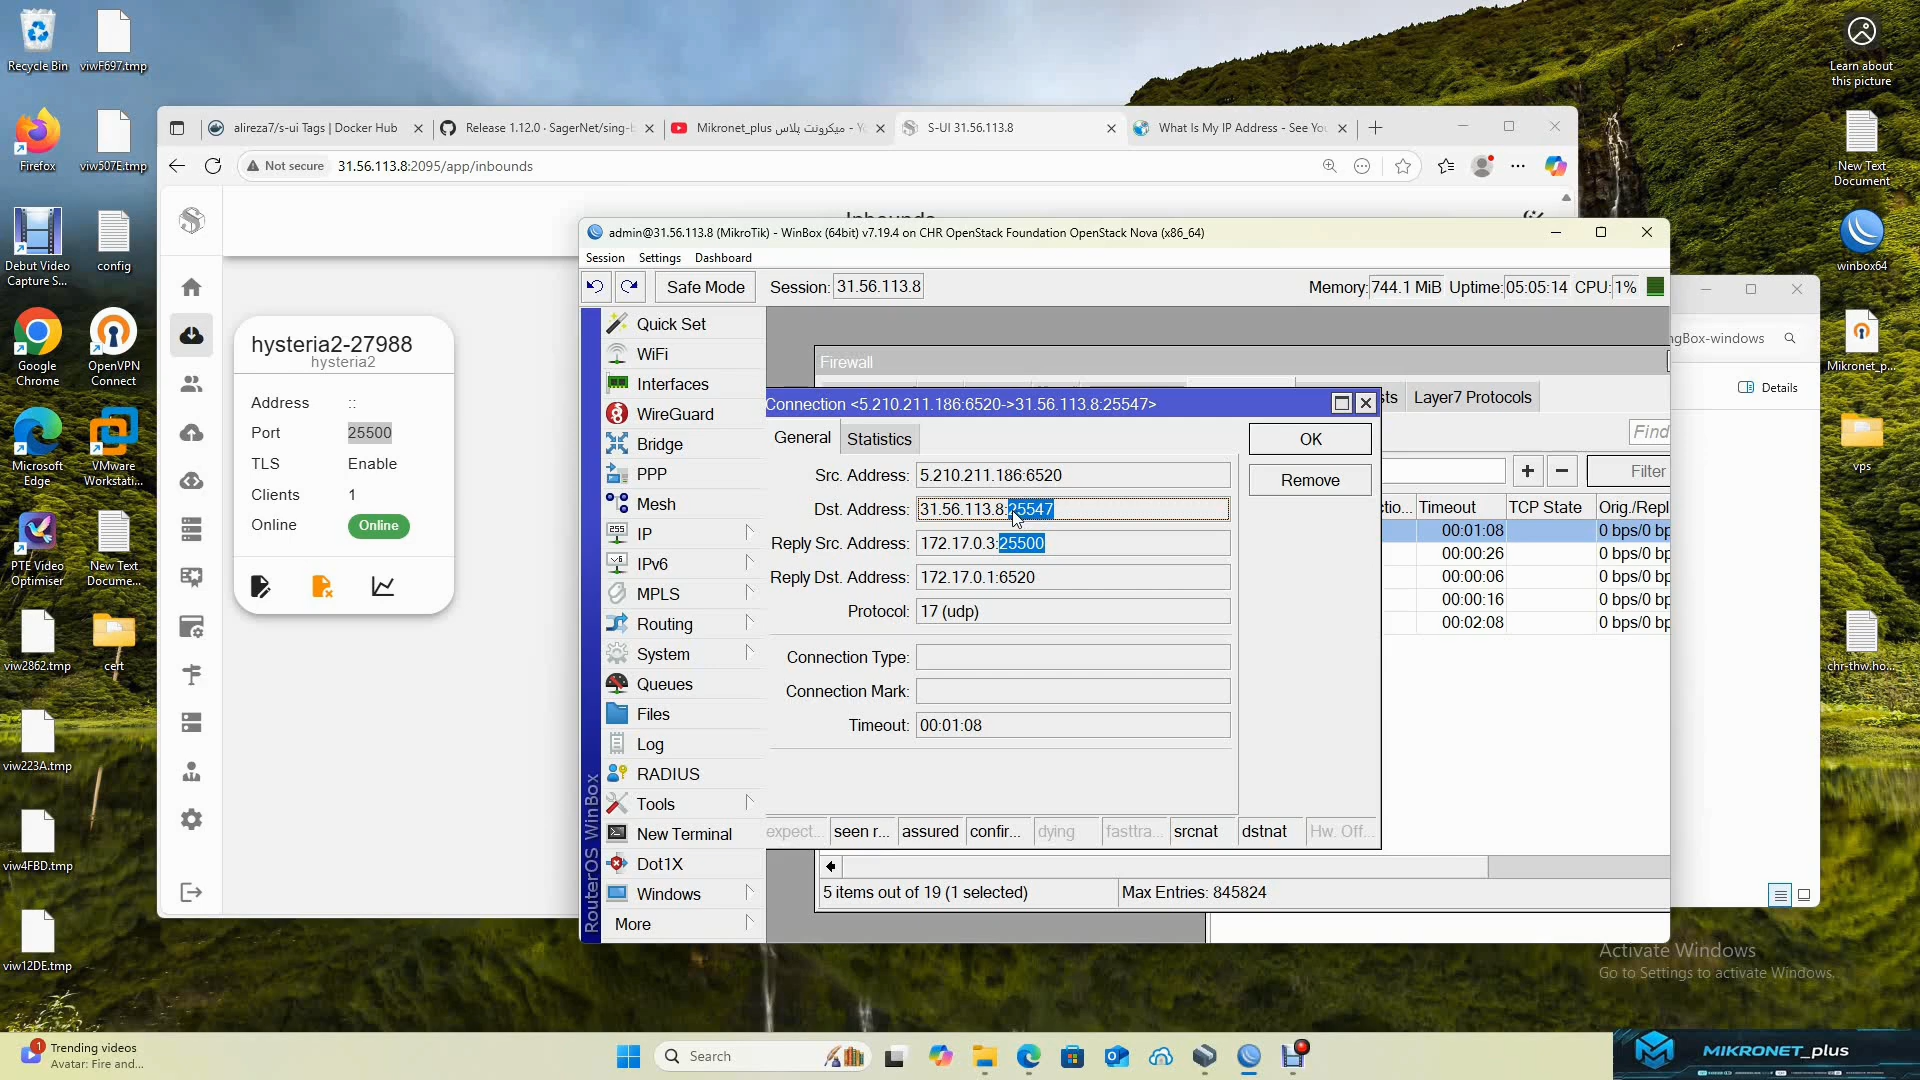 Recycle Bin
viwF697.tmp
Firefox
viw507E.tmp
Debut Video
Capture S...
config
Google
Chrome
OpenVPN
Connect
Microsoft
Edge
VMware
Workstati...
PTE Video
Optimiser
New Text
Docume...
viw2862.tmp
cert
viw223A.tmp
viw4FBD.tmp
viw12DE.tmp
Learn about
this picture
New Text
Document
winbox64
Mikronet_p...
vps
chr-thw.ho...
alireza7/s-ui Tags | Docker Hub
Release 1.12.0 · SagerNet/sing-
Mikronet_plus میکرونت پلاس - Yo
S-UI 31.56.113.8
What Is My IP Address - See You
Not secure
31.56.113.8:2095/app/inbounds
Inbounds
hysteria2-27988
hysteria2
Address ::
Port 25500
TLS Enable
Clients 1
Online Online
admin@31.56.113.8 (MikroTik) - WinBox (64bit) v7.19.4 on CHR OpenStack Foundation OpenStack Nova (x86_64)
Session Settings Dashboard
Safe Mode
Session: 31.56.113.8
Memory: 744.1 MiB Uptime: 05:05:14 CPU: 1%
Quick Set
WiFi
Interfaces
WireGuard
Bridge
PPP
Mesh
IP
IPv6
MPLS
Routing
System
Queues
Files
Log
RADIUS
Tools
New Terminal
Dot1X
Windows
More
RouterOS WinBox
Firewall
sts
Layer7 Protocols
Find
Filter
tio... Timeout TCP State Orig./Repl
00:01:08 0 bps/0 bp
00:00:26 0 bps/0 bp
00:00:06 0 bps/0 bp
00:00:16 0 bps/0 bp
00:02:08 0 bps/0 bp
Connection <5.210.211.186:6520->31.56.113.8:25547>
General Statistics
OK
Remove
Src. Address: 5.210.211.186:6520
Dst. Address: 31.56.113.8:25547
Reply Src. Address: 172.17.0.3:25500
Reply Dst. Address: 172.17.0.1:6520
Protocol: 17 (udp)
Connection Type:
Connection Mark:
Timeout: 00:01:08
expect... seen r... assured confir... dying fasttra... srcnat dstnat Hw. Off...
5 items out of 19 (1 selected)
Max Entries: 845824
ngBox-windows
Details
Activate Windows
Go to Settings to activate Windows.
1
Trending videos
Avatar: Fire and...
Search
MIKRONET_plus